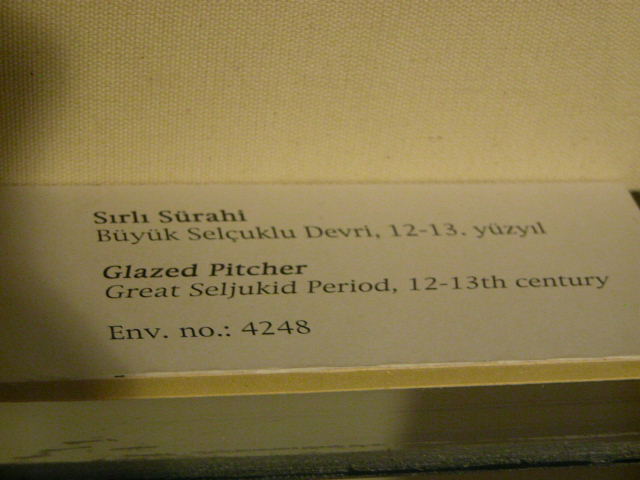 Sırlı Sürahi
Büyük Selçuklu Devri, 12-13. yüzyıl
Glazed Pitcher
Great Seljukid Period, 12-13th century
Env. no.: 4248